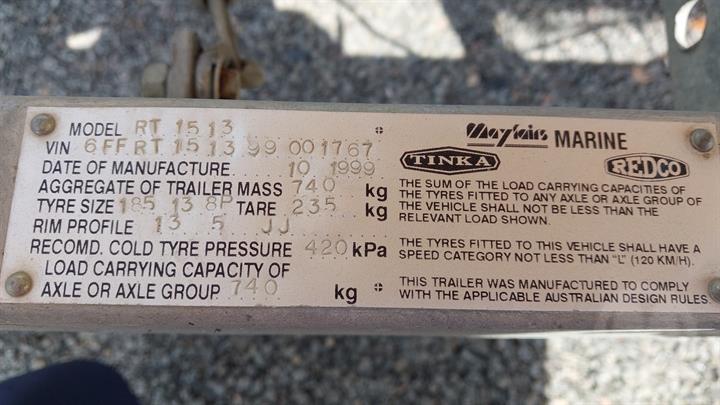 MODEL RT 1513
VIN 6FFRT151399001767
DATE OF MANUFACTURE 10 1999
AGGREGATE OF TRAILER MASS 740 kg
TYRE SIZE 185 13 8P TARE 235 kg
RIM PROFILE 13 5 JJ
RECOMD. COLD TYRE PRESSURE 420 kPa
LOAD CARRYING CAPACITY OF
AXLE OR AXLE GROUP 740 kg
Mayfairs MARINE
TINKA REDCO
THE SUM OF THE LOAD CARRYING CAPACITIES OF
THE TYRES FITTED TO ANY AXLE OR AXLE GROUP OF
THE VEHICLE SHALL NOT BE LESS THAN THE
RELEVANT LOAD SHOWN.
THE TYRES FITTED TO THIS VEHICLE SHALL HAVE A
SPEED CATEGORY NOT LESS THAN "L" (120 KM/H).
THIS TRAILER WAS MANUFACTURED TO COMPLY
WITH THE APPLICABLE AUSTRALIAN DESIGN RULES